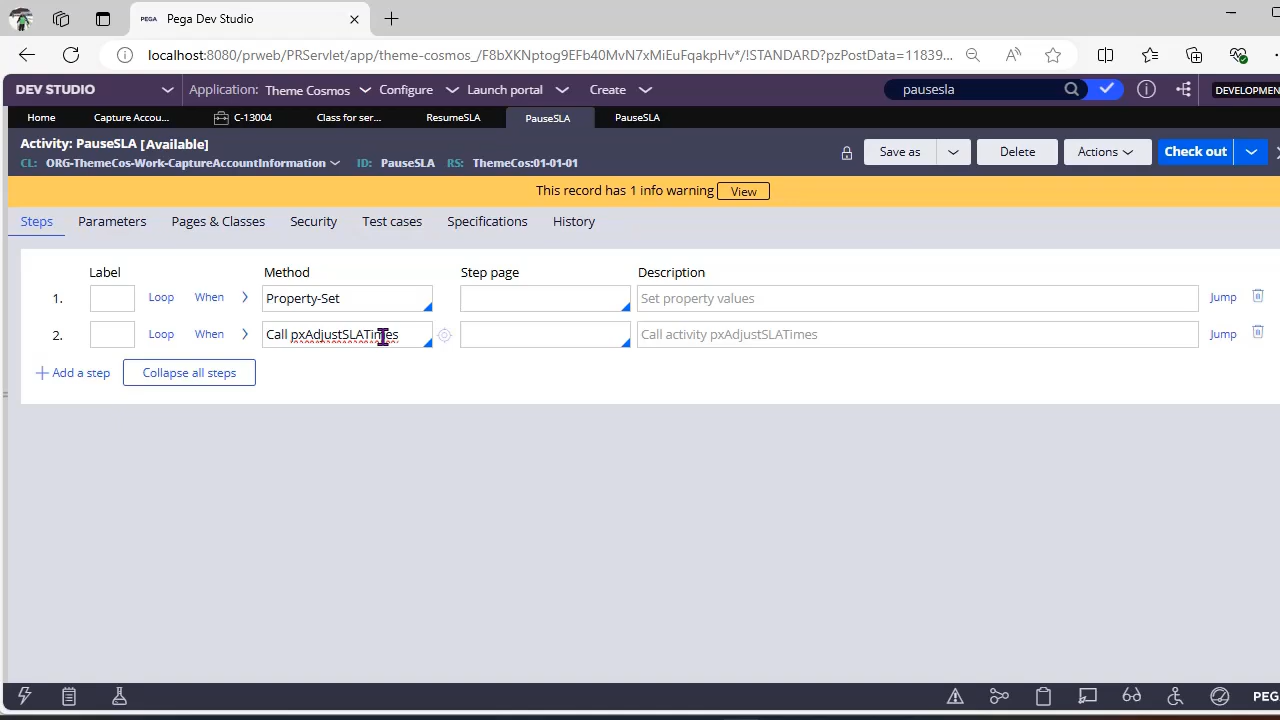 PEGA Pega Dev Studio
localhost:8080/prweb/PRServlet/app/theme-cosmos_/F8bXKNptog9EFb40MvN7xMiEuFqakpHv*/!STANDARD?pzPostData=11839...
DEV STUDIO Application: Theme Cosmos Configure Launch portal Create pausesla DEVELOPMEN
Home Capture Accou... C-13004 Class for ser... ResumeSLA PauseSLA PauseSLA
Activity: PauseSLA [Available]
CL: ORG-ThemeCos-Work-CaptureAccountInformation ID: PauseSLA RS: ThemeCos:01-01-01
Save as Delete Actions Check out
This record has 1 info warning View
Steps Parameters Pages & Classes Security Test cases Specifications History
Label Method Step page Description
1. Loop When Property-Set Set property values Jump
2. Loop When Call pxAdjustSLATimes Call activity pxAdjustSLATimes Jump
Add a step Collapse all steps
PEG